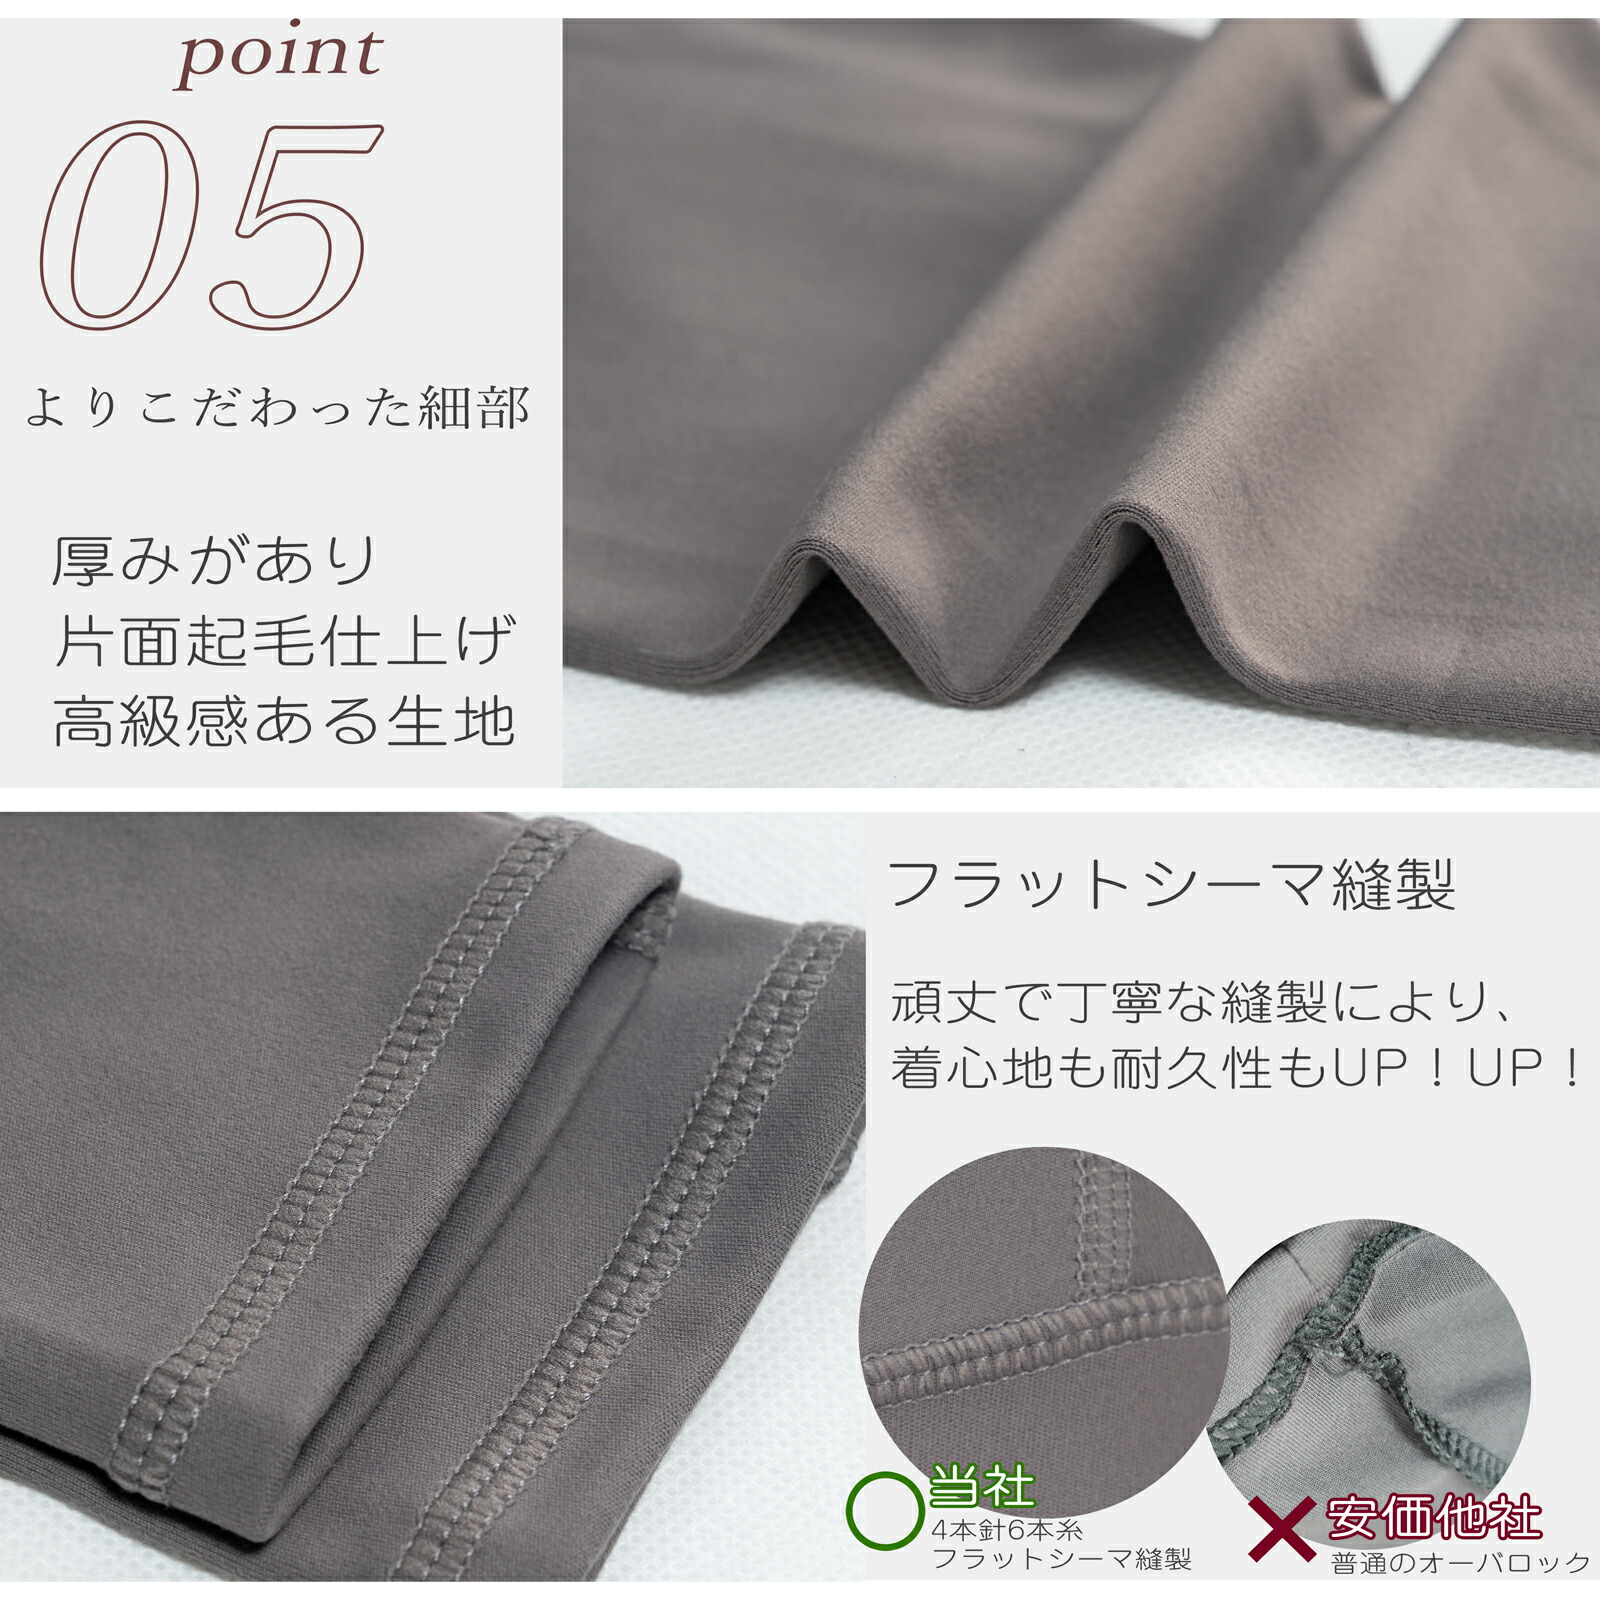 point
05
よりこだわった細部
厚みがあり
片面起毛仕上げ
高級感ある生地
フラットシーマ縫製
頑丈で丁寧な縫製により、
着心地も耐久性もUP！UP！
当社
4本針6本糸
フラットシーマ縫製
安価他社
普通のオーバロック